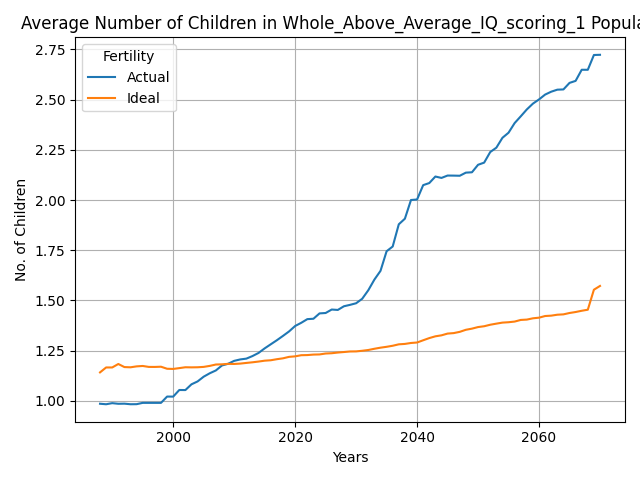 Average Number of Children in Whole_Above_Average_IQ_scoring_1 Popula
Fertility
Actual
Ideal
2.75
2.50
2.25
2.00
1.75
1.50
1.25
1.00
No. of Children
2000
2020
2040
2060
Years